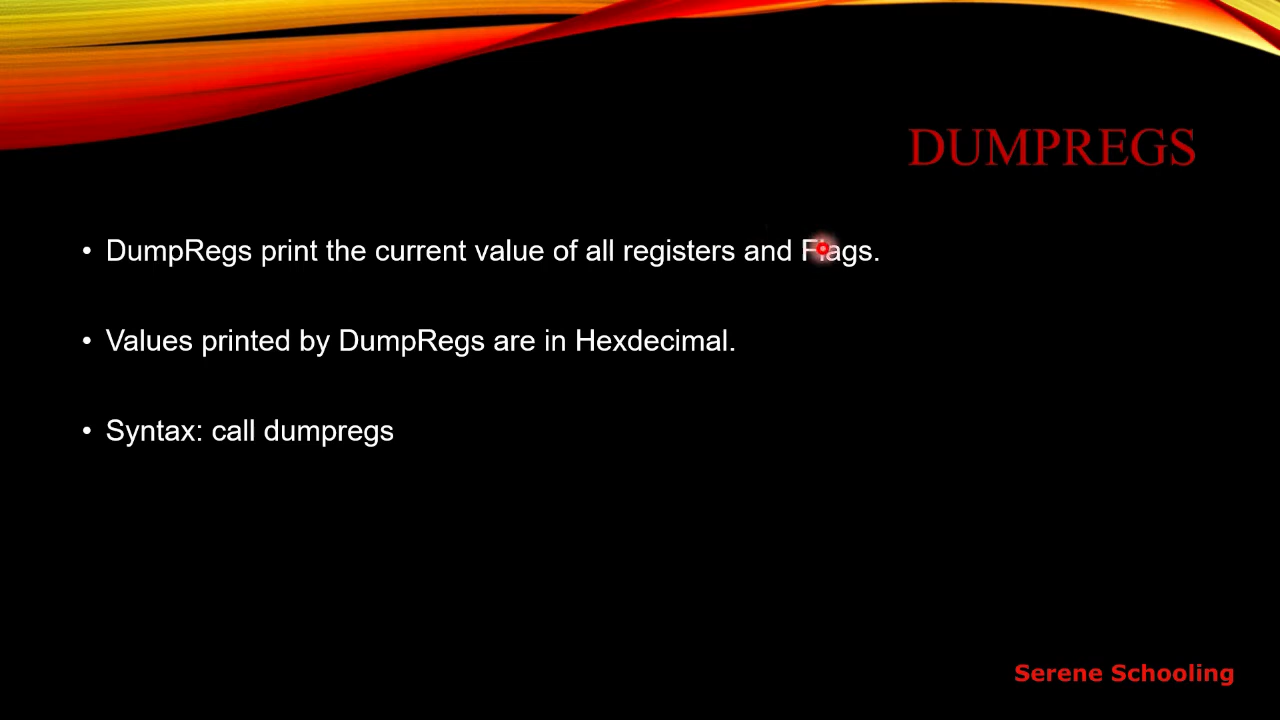 DUMPREGS
• DumpRegs print the current value of all registers and Flags.
• Values printed by DumpRegs are in Hexdecimal.
• Syntax: call dumpregs
Serene Schooling